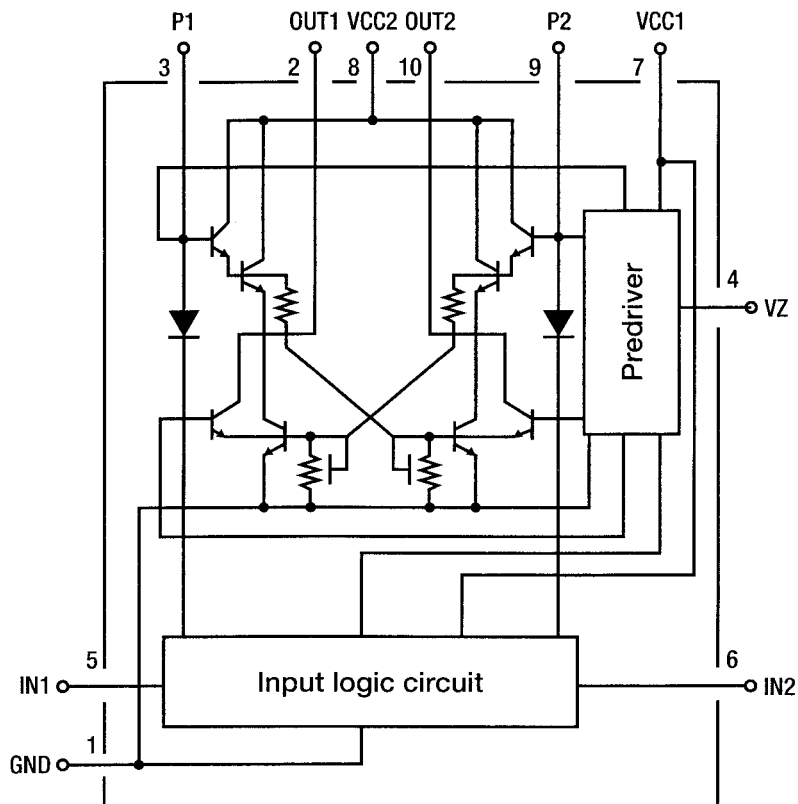 P1 OUT1 VCC2 OUT2 P2 VCC1
3 2 8 10 9 7
4
VZ
Predriver
5 6
IN1 Input logic circuit IN2
1
GND